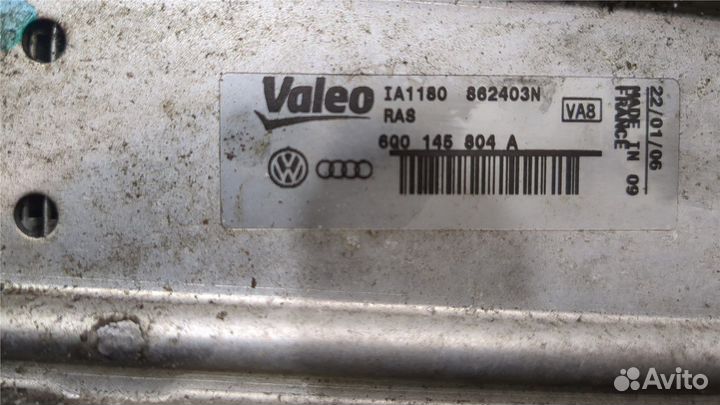 Valeo
IA1180 862403N
RAS
VA8
6Q0 145 804 A
22/01/06
MADE IN 09
FRANCE
Avito